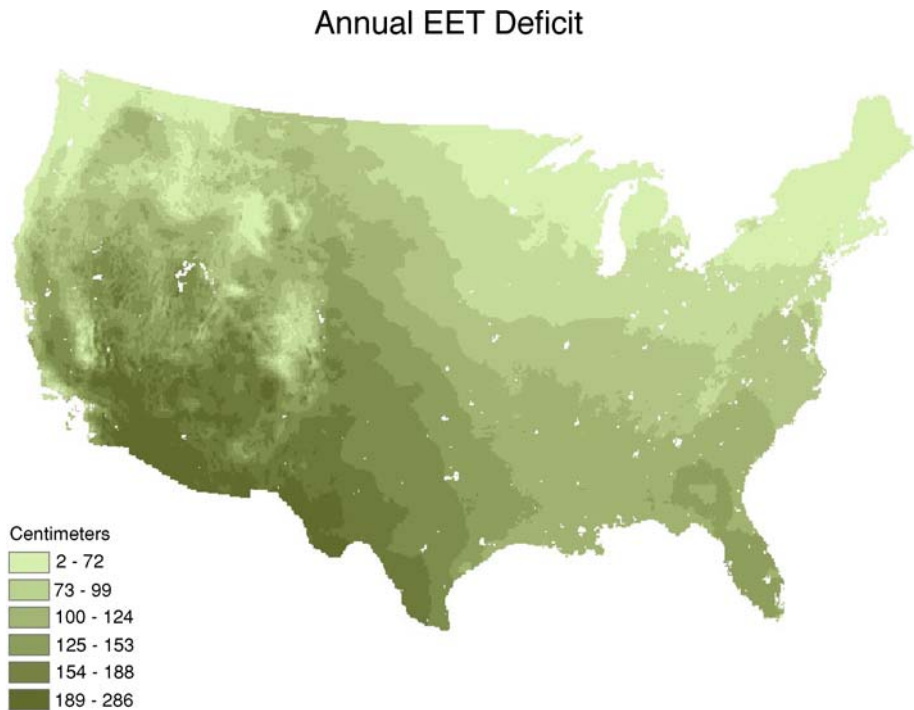 Annual EET Deficit
Centimeters
2 - 72
73 - 99
100 - 124
125 - 153
154 - 188
189 - 286